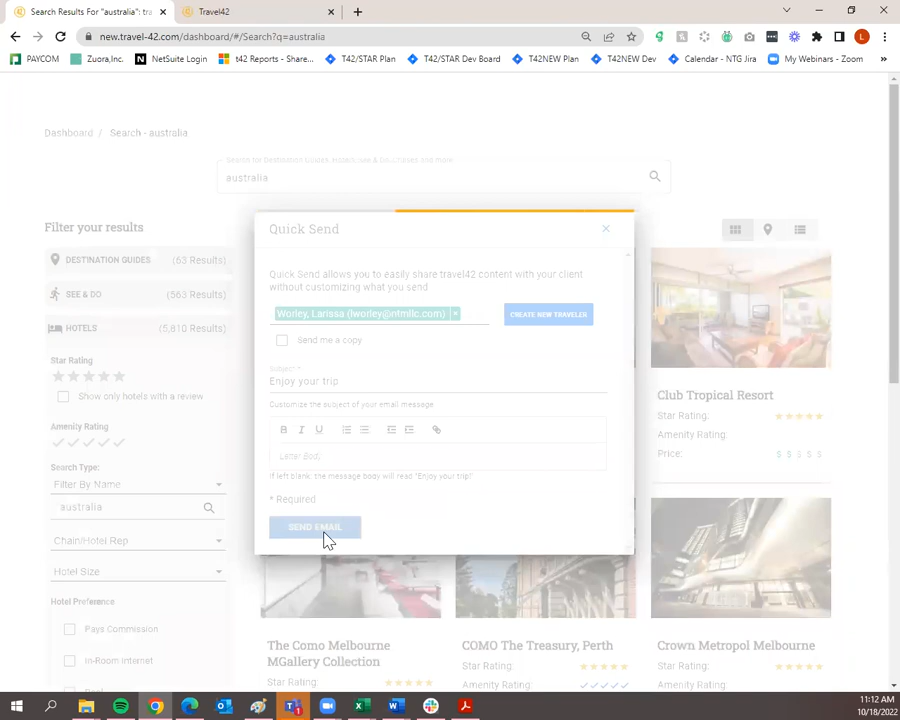 Search Results For "australia": tra
Travel42
new.travel-42.com/dashboard/#/Search?q=australia
L
PAYCOM
Zuora,Inc.
NetSuite Login
t42 Reports - Share...
T42/STAR Plan
T42/STAR Dev Board
T42NEW Plan
T42NEW Dev
Calendar - NTG Jira
My Webinars - Zoom
»
Dashboard / Search - australia
australia
Filter your results
DESTINATION GUIDES (63 Results)
SEE & DO (563 Results)
HOTELS (5,810 Results)
Star Rating
Show only hotels with a review
Amenity Rating
Search Type:
Filter By Name
australia
Chain/Hotel Rep
Hotel Size
Hotel Preference
Pays Commission
In-Room Internet
Quick Send
Quick Send allows you to easily share travel42 content with your client
without customizing what you send
Worley, Larissa (lworley@ntmllc.com) ×
CREATE NEW TRAVELER
Send me a copy
Subject: *
Enjoy your trip
Customize the subject of your email message
B I U
Letter Body
If left blank, the message body will read "Enjoy your trip!"
* Required
SEND EMAIL
Club Tropical Resort
Star Rating:
Amenity Rating:
Price: $ $ $ $ $
The Como Melbourne
MGallery Collection
Star Rating:
COMO The Treasury, Perth
Star Rating:
Amenity Rating:
Crown Metropol Melbourne
Star Rating:
Amenity Rating:
11:12 AM
10/18/2022